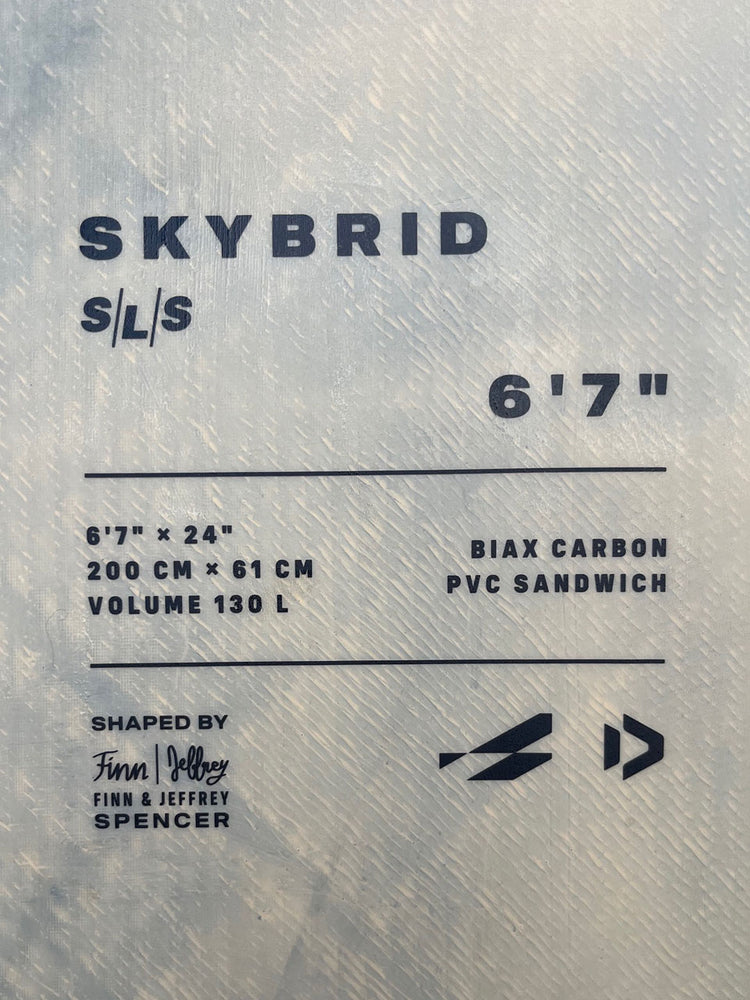 SKYBRID
S/L/S
6'7"
6'7" × 24"
200 CM × 61 CM
VOLUME 130 L
BIAX CARBON
PVC SANDWICH
SHAPED BY
Finn | Jeffrey
FINN & JEFFREY
SPENCER